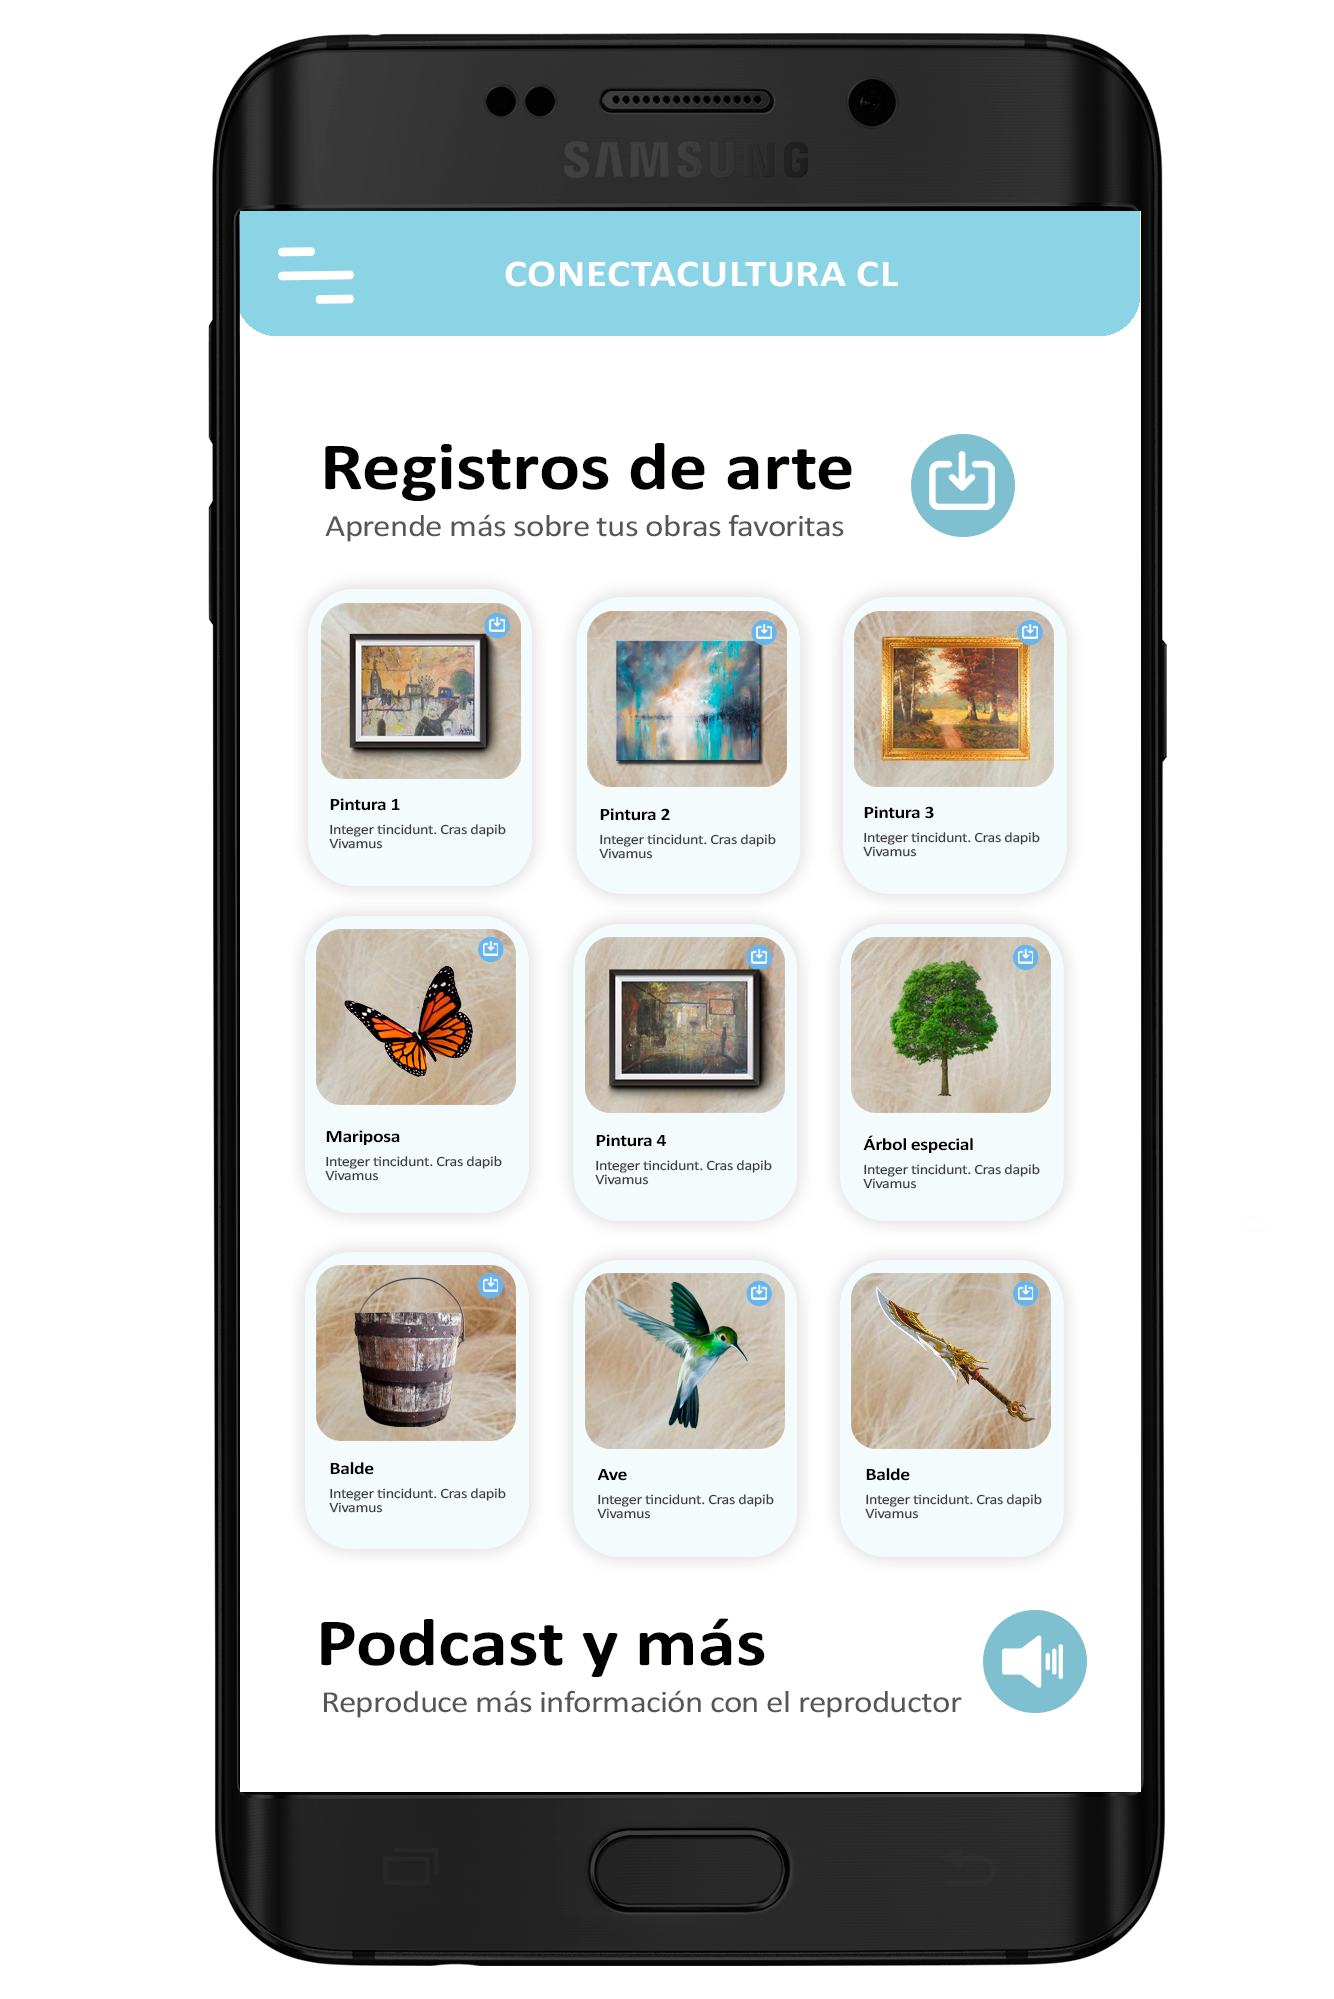 SAMSUNG
CONECTACULTURA CL
Registros de arte
Aprende más sobre tus obras favoritas
Pintura 1
Integer tincidunt. Cras dapib
Vivamus
Pintura 2
Integer tincidunt. Cras dapib
Vivamus
Pintura 3
Integer tincidunt. Cras dapib
Vivamus
Mariposa
Integer tincidunt. Cras dapib
Vivamus
Pintura 4
Integer tincidunt. Cras dapib
Vivamus
Árbol especial
Integer tincidunt. Cras dapib
Vivamus
Balde
Integer tincidunt. Cras dapib
Vivamus
Ave
Integer tincidunt. Cras dapib
Vivamus
Balde
Integer tincidunt. Cras dapib
Vivamus
Podcast y más
Reproduce más información con el reproductor